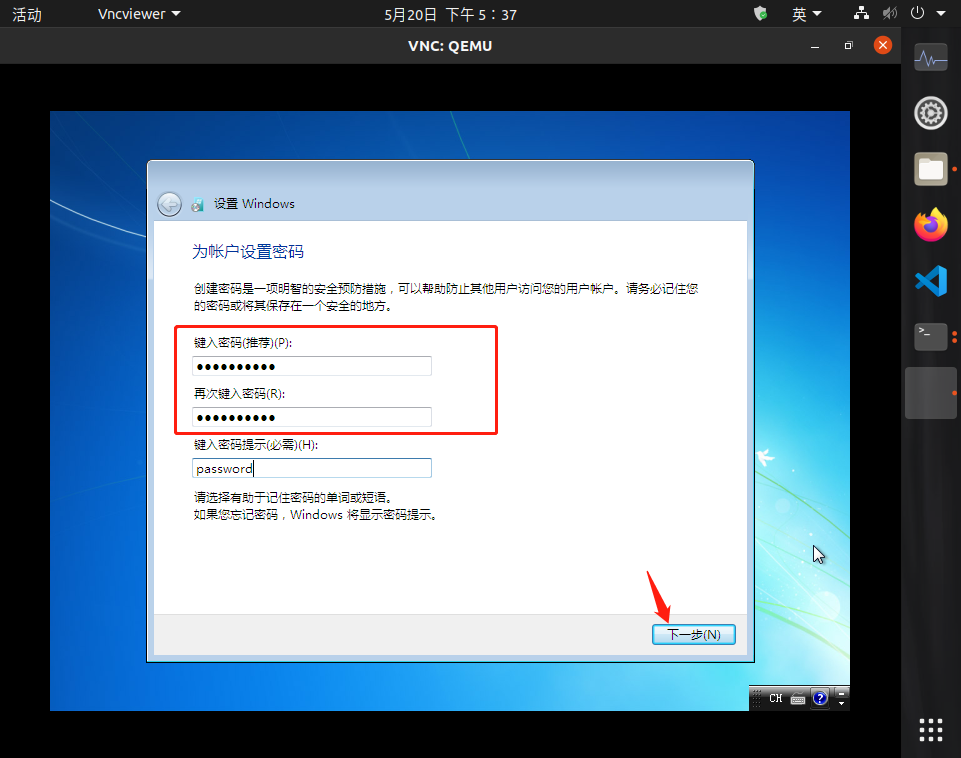 活动 Vncviewer 5月20日 下午 5：37 英
VNC: QEMU
设置 Windows
为帐户设置密码
创建密码是一项明智的安全预防措施，可以帮助防止其他用户访问您的用户帐户。请务必记住您
的密码或将其保存在一个安全的地方。
键入密码(推荐)(P):
●●●●●●●●●●
再次键入密码(R):
●●●●●●●●●●
键入密码提示(必需)(H):
password
请选择有助于记住密码的单词或短语。
如果您忘记密码，Windows 将显示密码提示。
下一步(N)
CH ?